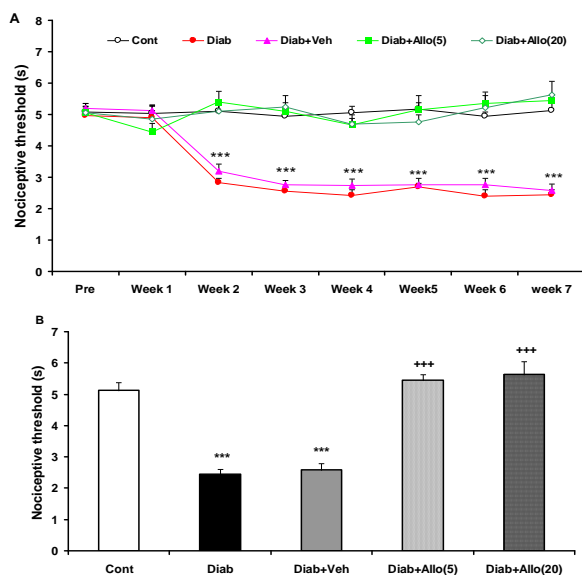 A
Cont Diab Diab+Veh Diab+Allo(5) Diab+Allo(20)
Nociceptive threshold (s)
8
7
6
5
4
3
2
1
0
*** *** *** *** *** ***
Pre Week 1 Week 2 Week 3 Week 4 Week5 Week 6 week 7
B
Nociceptive threshold (s)
7
6
5
4
3
2
1
0
*** *** +++ +++
Cont Diab Diab+Veh Diab+Allo(5) Diab+Allo(20)